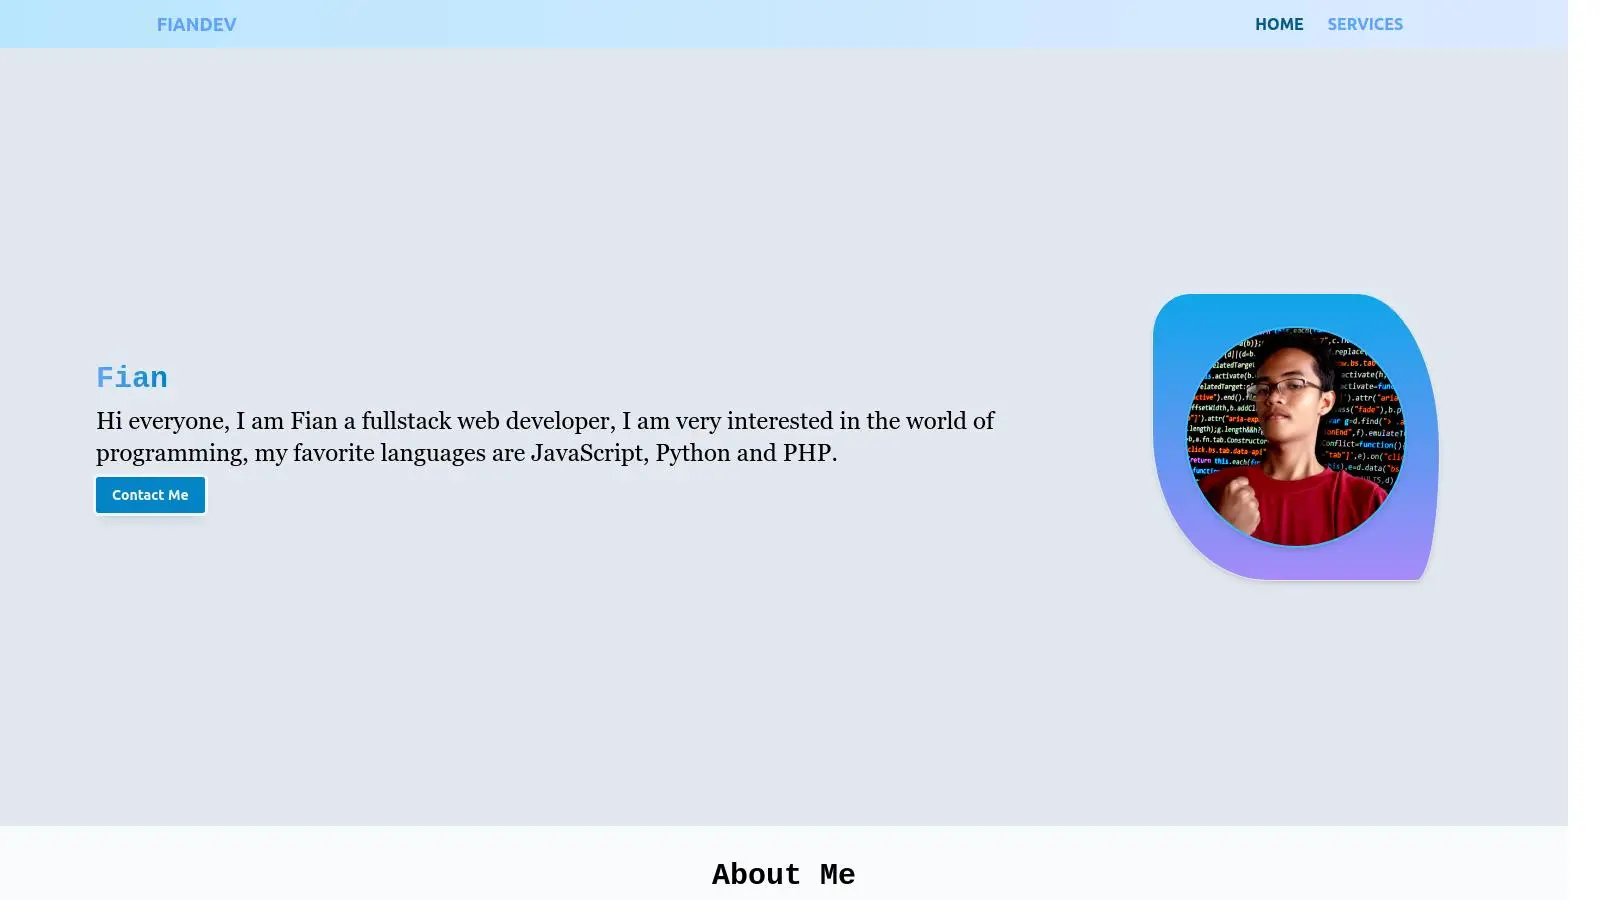 FIANDEV
HOME
SERVICES
Fian
Hi everyone, I am Fian a fullstack web developer, I am very interested in the world of
programming, my favorite languages are JavaScript, Python and PHP.
Contact Me
About Me